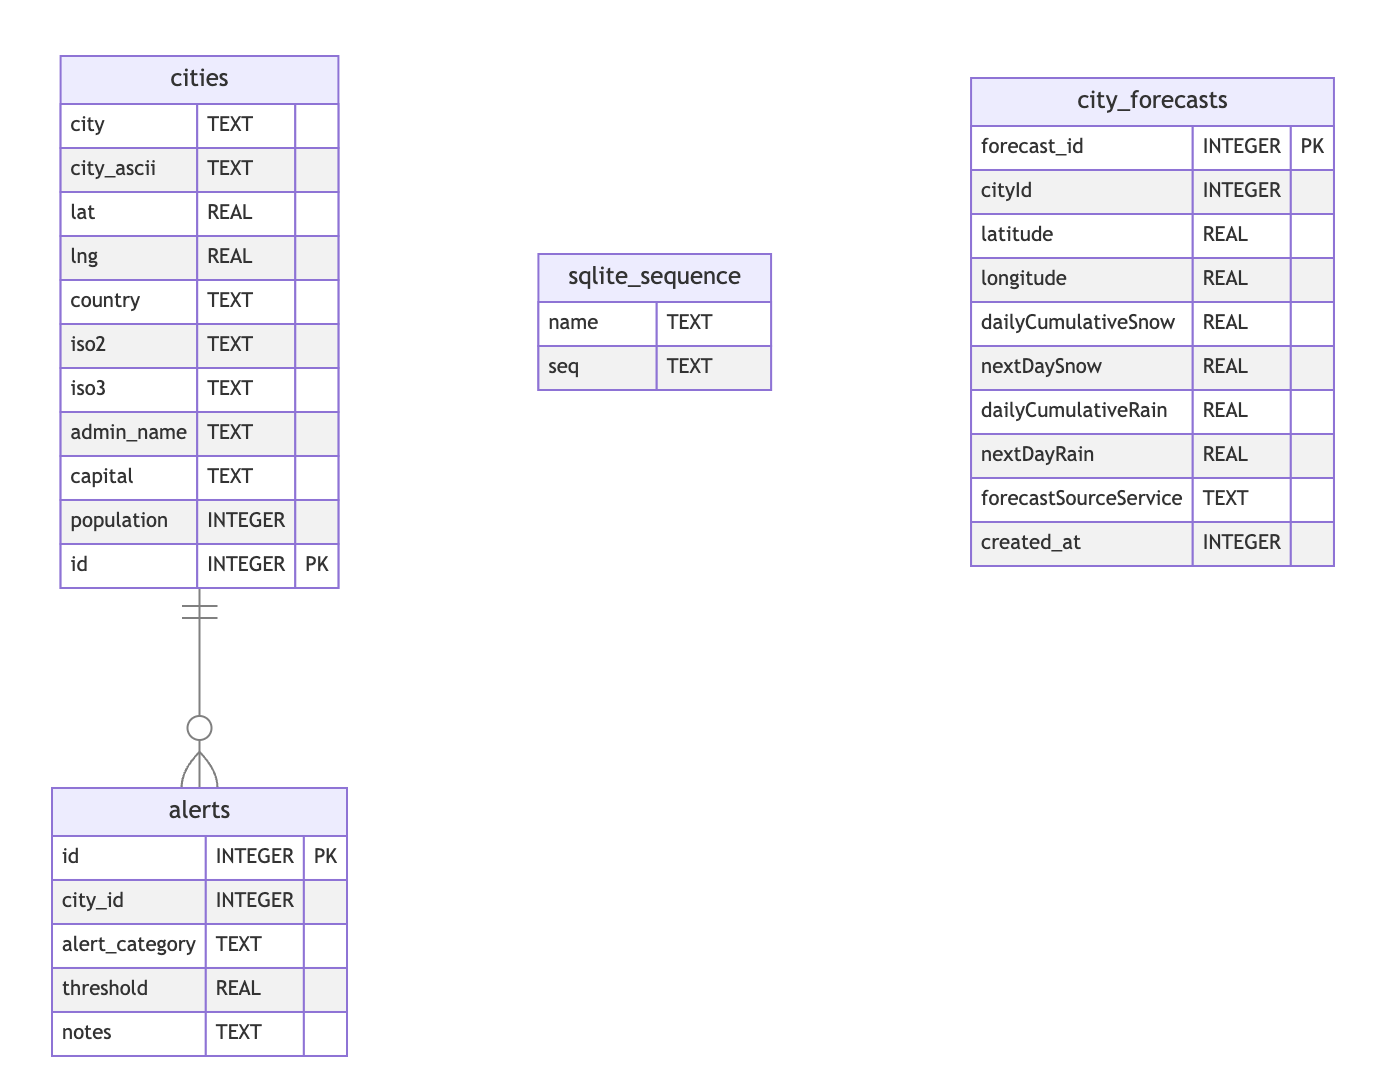 cities
city TEXT
city_ascii TEXT
lat REAL
lng REAL
country TEXT
iso2 TEXT
iso3 TEXT
admin_name TEXT
capital TEXT
population INTEGER
id INTEGER PK
sqlite_sequence
name TEXT
seq TEXT
city_forecasts
forecast_id INTEGER PK
cityId INTEGER
latitude REAL
longitude REAL
dailyCumulativeSnow REAL
nextDaySnow REAL
dailyCumulativeRain REAL
nextDayRain REAL
forecastSourceService TEXT
created_at INTEGER
alerts
id INTEGER PK
city_id INTEGER
alert_category TEXT
threshold REAL
notes TEXT